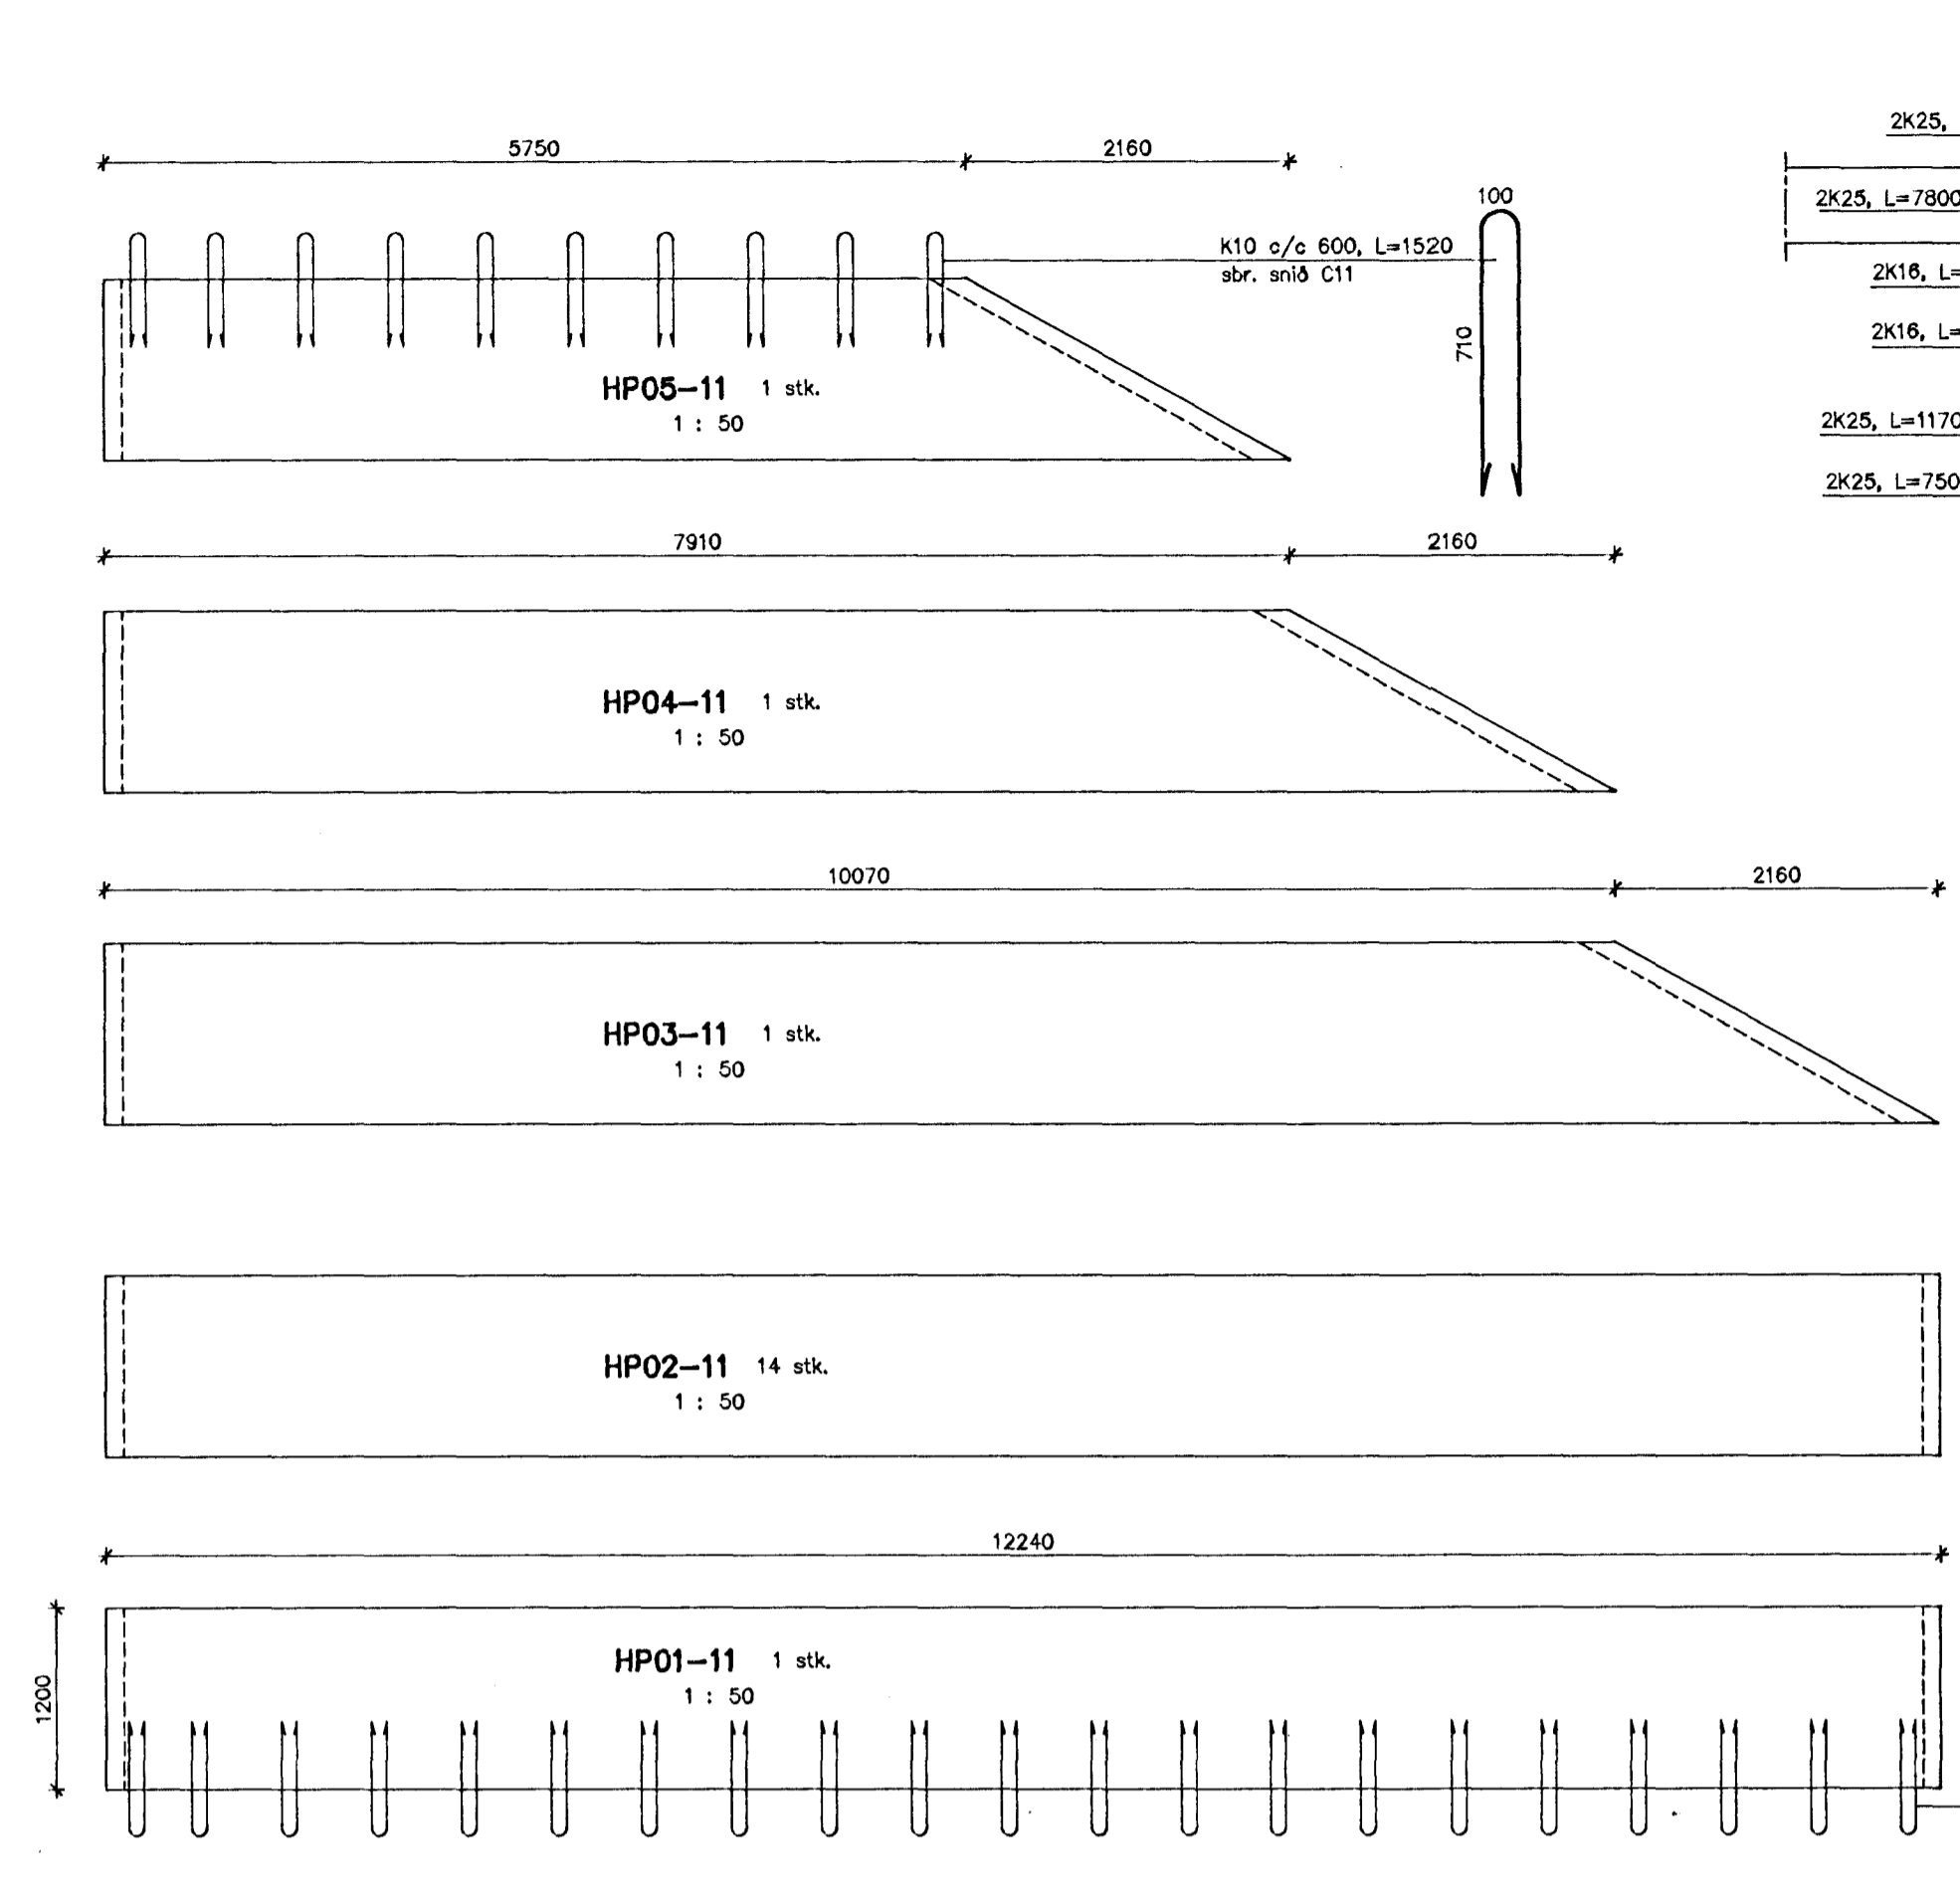 5750
2160
100
K10 c/c 600, L=1520
sbr. snið C11
710
HP05-11 1 stk.
1 : 50
2K25,
2K25, L=7800
2K16, L=
2K16, L=
2K25, L=1170
2K25, L=750
7910
2160
HP04-11 1 stk.
1 : 50
10070
2160
HP03-11 1 stk.
1 : 50
HP02-11 14 stk.
1 : 50
12240
1200
HP01-11 1 stk.
1 : 50